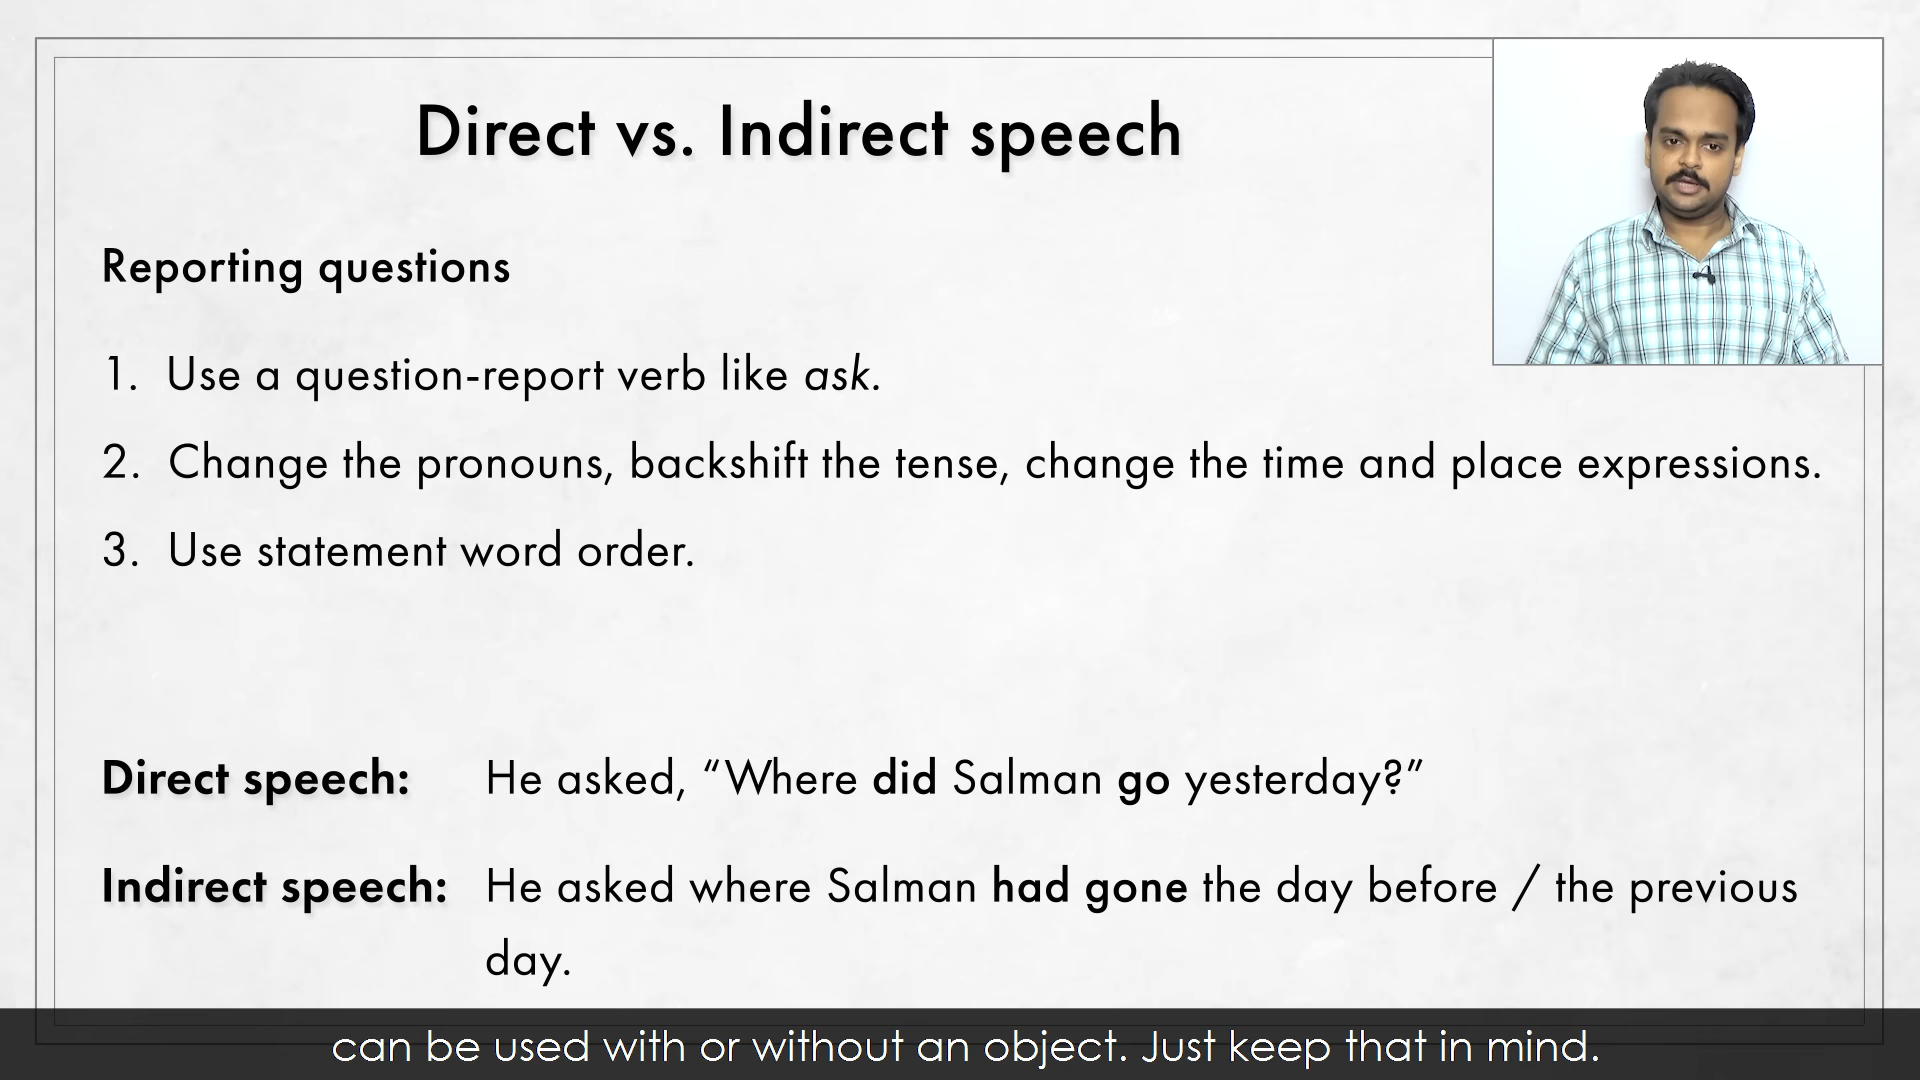 Direct vs. Indirect speech
Reporting questions
1. Use a question-report verb like ask.
2. Change the pronouns, backshift the tense, change the time and place expressions.
3. Use statement word order.
Direct speech: He asked, “Where did Salman go yesterday?”
Indirect speech: He asked where Salman had gone the day before / the previous
day.
can be used with or without an object. Just keep that in mind.